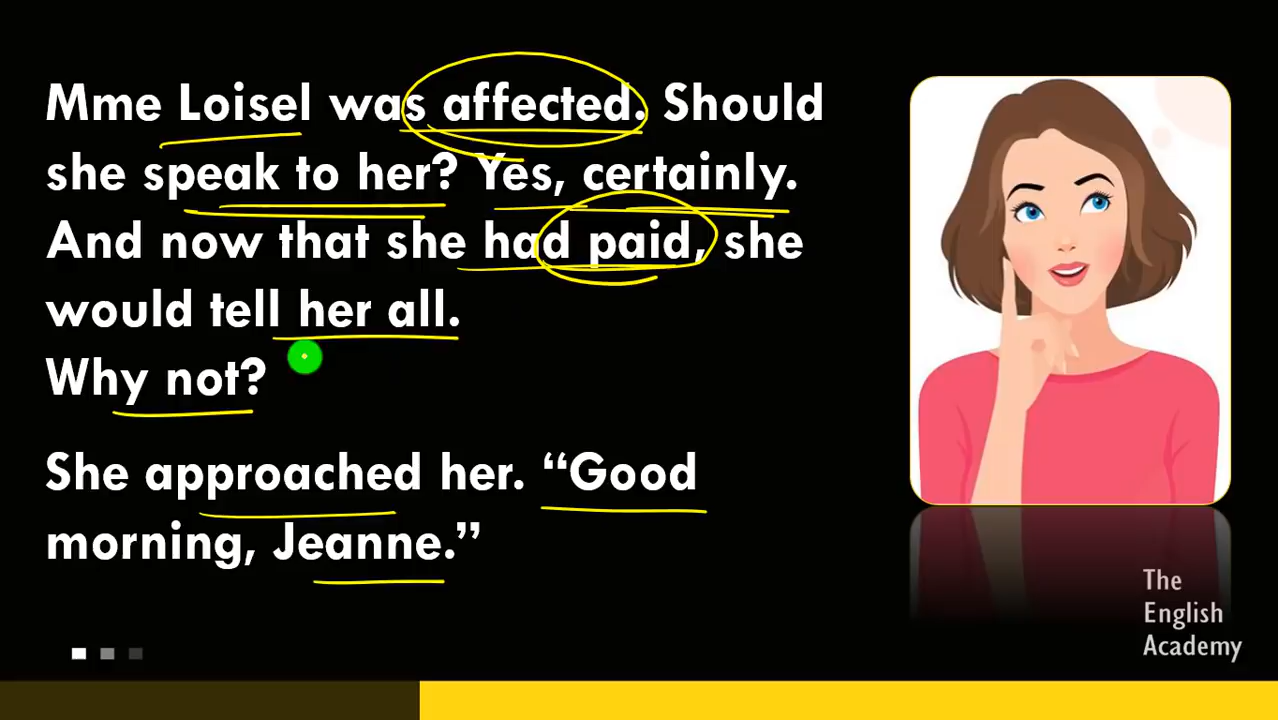 Mme Loisel was affected. Should
she speak to her? Yes, certainly.
And now that she had paid, she
would tell her all.
Why not?
She approached her. “Good
morning, Jeanne.”
The
English
Academy